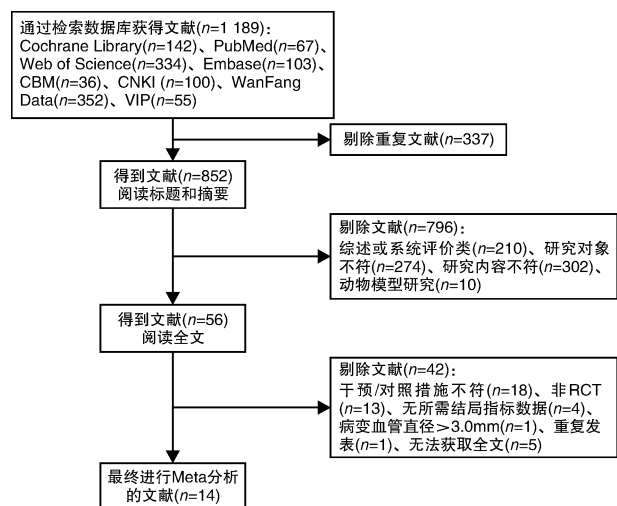 通过检索数据库获得文献(n=1 189)：
Cochrane Library(n=142)、PubMed(n=67)、
Web of Science(n=334)、Embase(n=103)、
CBM(n=36)、CNKI (n=100)、WanFang
Data(n=352)、VIP(n=55)
剔除重复文献(n=337)
得到文献(n=852)
阅读标题和摘要
剔除文献(n=796)：
综述或系统评价类(n=210)、研究对象
不符(n=274)、研究内容不符(n=302)、
动物模型研究(n=10)
得到文献(n=56)
阅读全文
剔除文献(n=42)：
干预/对照措施不符(n=18)、非RCT
(n=13)、无所需结局指标数据(n=4)、
病变血管直径＞3.0mm(n=1)、重复发
表(n=1)、无法获取全文(n=5)
最终进行Meta分析
的文献(n=14)